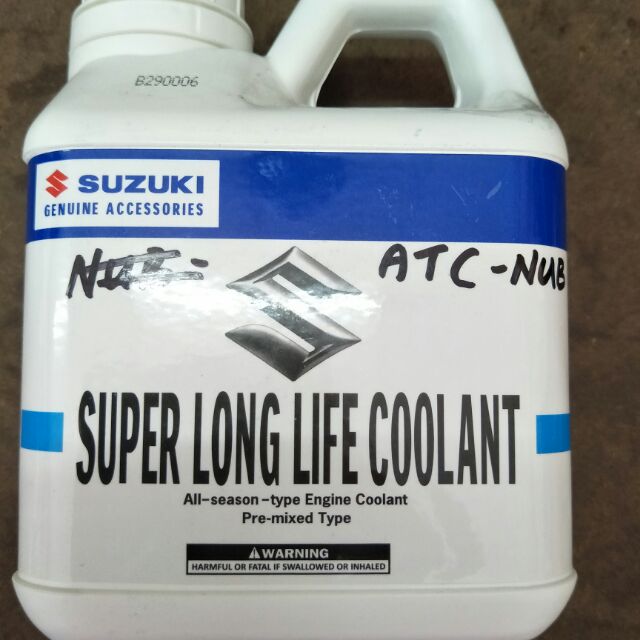 B290006
SUZUKI
GENUINE ACCESSORIES
ATC-NUB
SUPER LONG LIFE COOLANT
All-season-type Engine Coolant
Pre-mixed Type
WARNING
HARMFUL OR FATAL IF SWALLOWED OR INHALED